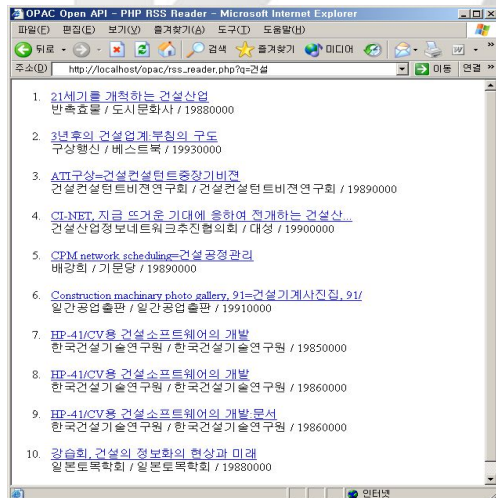 OPAC Open API - PHP RSS Reader - Microsoft Internet Explorer
파일(F) 편집(E) 보기(V) 즐겨찾기(A) 도구(T) 도움말(H)
뒤로 검색 즐겨찾기 미디어
주소(D) http://localhost/opac/rss_reader.php?q=건설 이동 연결 »
1. 21세기를 개척하는 건설산업
반촉효물 / 도시문화사 / 19880000
2. 3년후의 건설업계:부침의 구도
구상행신 / 베스트북 / 19930000
3. ATI구상=건설컨설턴트중장기비젼
건설컨설턴트비젼연구회 / 건설컨설턴트비젼연구회 / 19890000
4. CI-NET, 지금 뜨거운 기대에 응하여 전개하는 건설산...
건설산업정보네트워크추진협의회 / 대성 / 19900000
5. CPM network scheduling=건설공정관리
배강희 / 기문당 / 19890000
6. Construction machinary photo gallery, 91=건설기계사진집, 91/
일간공업출판 / 일간공업출판 / 19910000
7. HP-41/CV용 건설소프트웨어의 개발
한국건설기술연구원 / 한국건설기술연구원 / 19850000
8. HP-41/CV용 건설소프트웨어의 개발
한국건설기술연구원 / 한국건설기술연구원 / 19860000
9. HP-41/CV용 건설소프트웨어의 개발:문서
한국건설기술연구원 / 한국건설기술연구원 / 19860000
10. 강습회, 건설의 정보화의 현상과 미래
일본토목학회 / 일본토목학회 / 19880000
인터넷